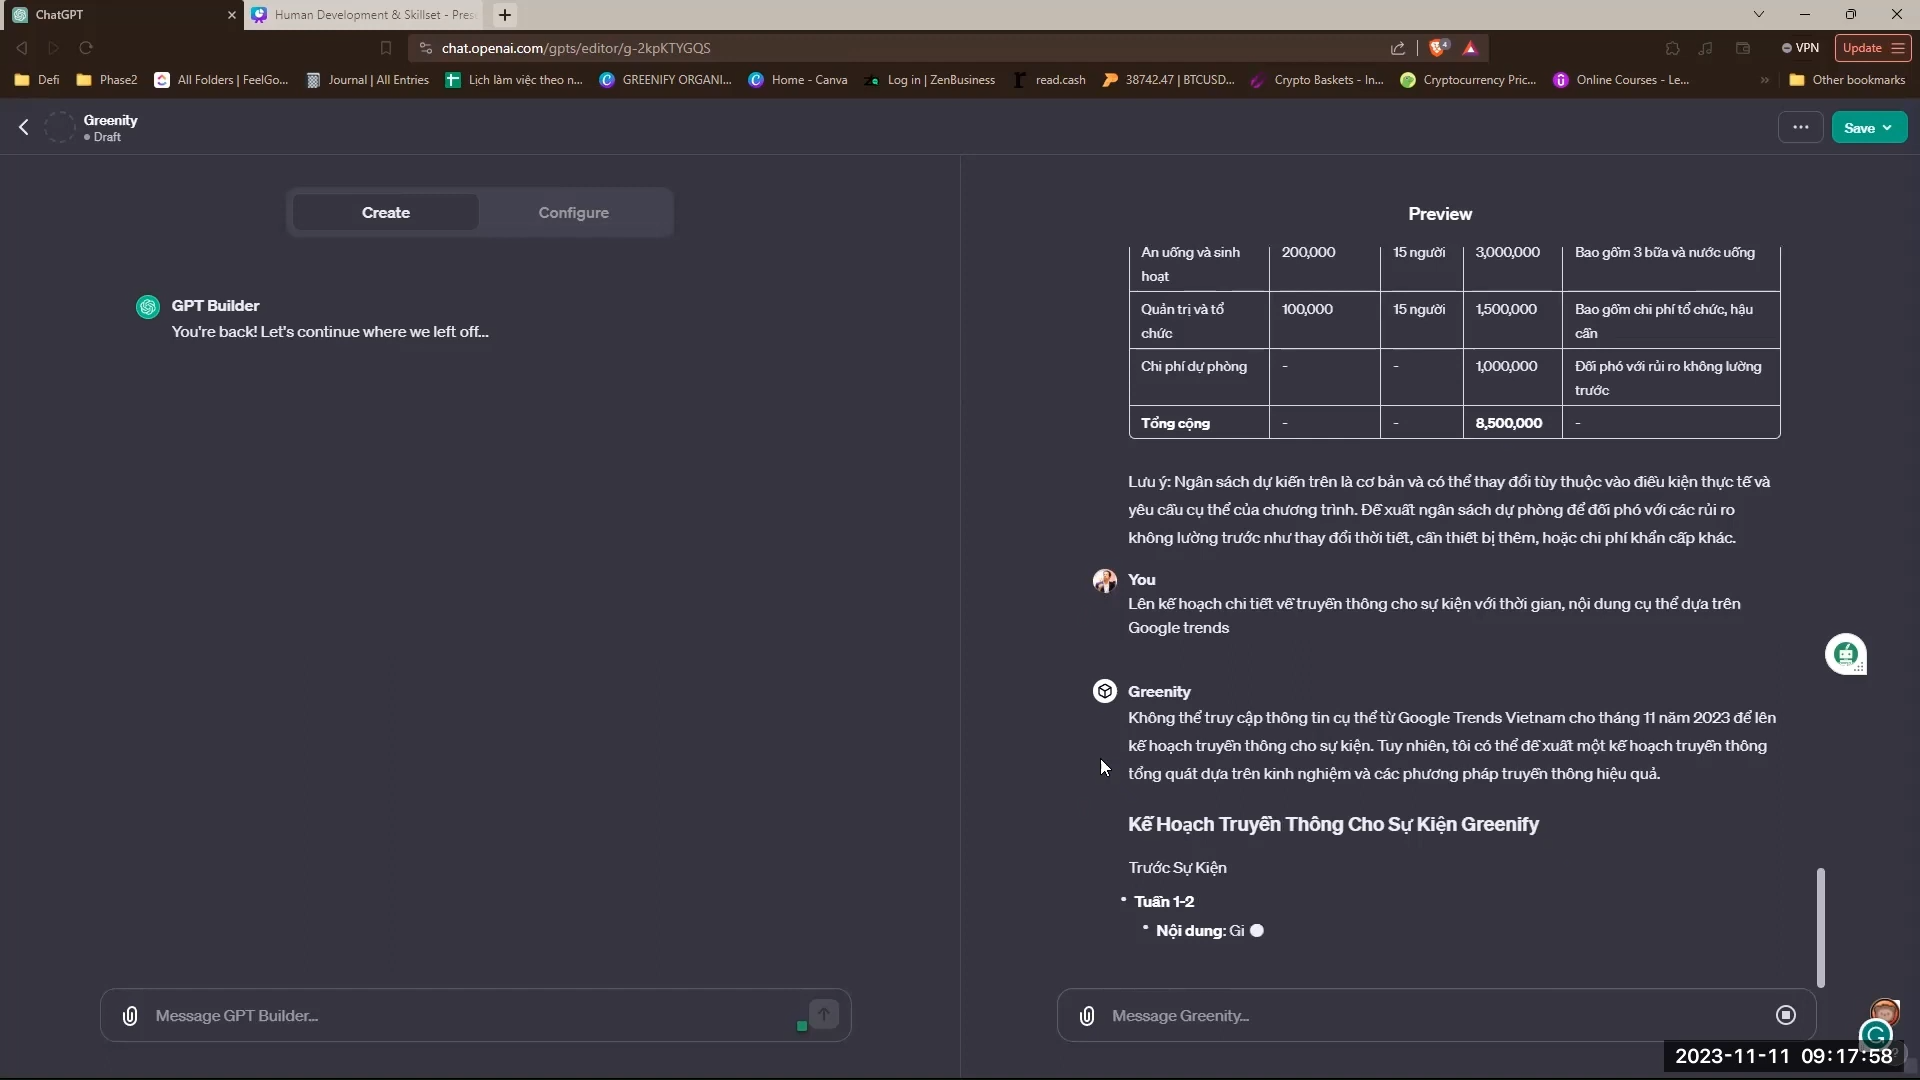 ChatGPT
Human Development & Skillset - Pres
chat.openai.com/gpts/editor/g-2kpKTYGQS
4
VPN
Update
Defi
Phase2
All Folders | FeelGo...
Journal | All Entries
Lịch làm việc theo n...
GREENIFY ORGANI...
Home - Canva
Log in | ZenBusiness
read.cash
38742.47 | BTCUSD...
Crypto Baskets - In...
Cryptocurrency Pric...
Online Courses - Le...
Other bookmarks
Greenity
Draft
Save
Create
Configure
GPT Builder
You're back! Let's continue where we left off...
Message GPT Builder...
Preview
Ăn uống và sinh hoạt
200,000
15 người
3,000,000
Bao gồm 3 bữa và nước uống
Quản trị và tổ chức
100,000
15 người
1,500,000
Bao gồm chi phí tổ chức, hậu cần
Chi phí dự phòng
-
-
1,000,000
Đối phó với rủi ro không lường trước
Tổng cộng
-
-
8,500,000
-
Lưu ý: Ngân sách dự kiến trên là cơ bản và có thể thay đổi tùy thuộc vào điều kiện thực tế và
yêu cầu cụ thể của chương trình. Đề xuất ngân sách dự phòng để đối phó với các rủi ro
không lường trước như thay đổi thời tiết, cần thiết bị thêm, hoặc chi phí khẩn cấp khác.
You
Lên kế hoạch chi tiết về truyền thông cho sự kiện với thời gian, nội dung cụ thể dựa trên
Google trends
Greenity
Không thể truy cập thông tin cụ thể từ Google Trends Vietnam cho tháng 11 năm 2023 để lên
kế hoạch truyền thông cho sự kiện. Tuy nhiên, tôi có thể đề xuất một kế hoạch truyền thông
tổng quát dựa trên kinh nghiệm và các phương pháp truyền thông hiệu quả.
Kế Hoạch Truyền Thông Cho Sự Kiện Greenify
Trước Sự Kiện
Tuần 1-2
Nội dung: Gi
Message Greenity...
2023-11-11 09:17:58